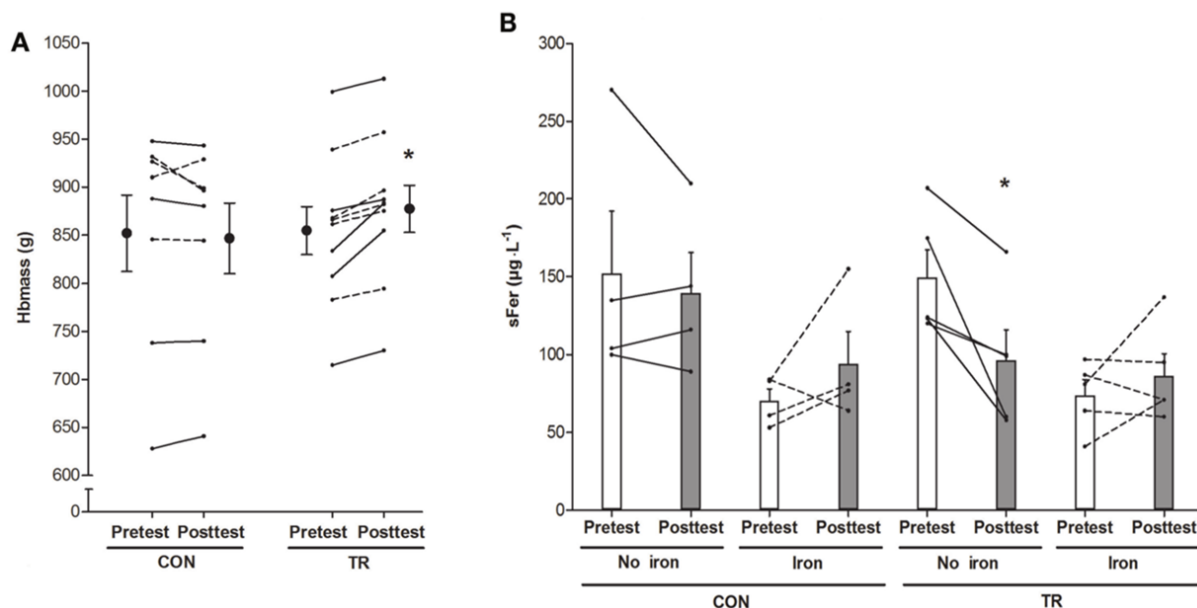 A
1050
1000
950
900
850
800
750
700
650
600
0
Hbmass (g)
*
Pretest Posttest Pretest Posttest
CON TR
B
300
250
200
150
100
50
0
sFer (µg·L⁻¹)
*
Pretest Posttest Pretest Posttest Pretest Posttest Pretest Posttest
No iron Iron No iron Iron
CON TR